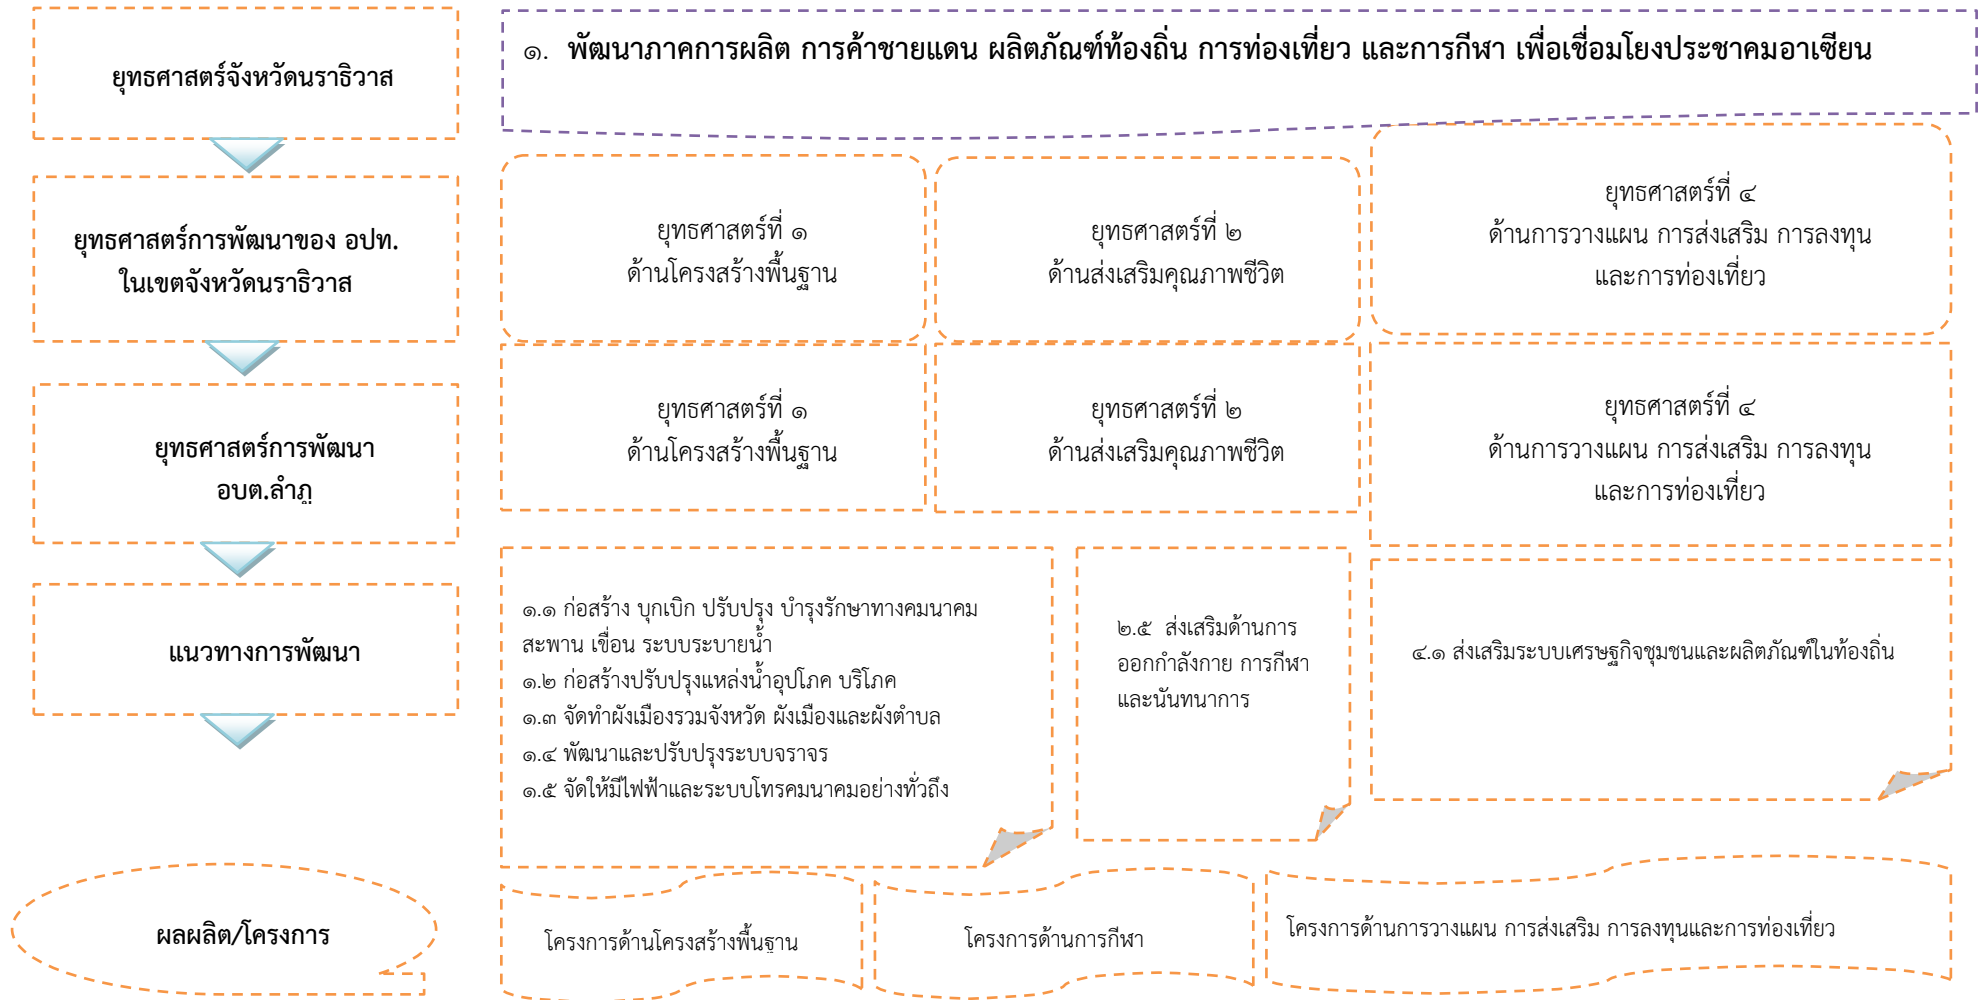 ยุทธศาสตร์จังหวัดนราธิวาส
๑. พัฒนาภาคการผลิต การค้าชายแดน ผลิตภัณฑ์ท้องถิ่น การท่องเที่ยว และการกีฬา เพื่อเชื่อมโยงประชาคมอาเซียน
ยุทธศาสตร์การพัฒนาของ อปท.
ในเขตจังหวัดนราธิวาส
ยุทธศาสตร์ที่ ๑
ด้านโครงสร้างพื้นฐาน
ยุทธศาสตร์ที่ ๒
ด้านส่งเสริมคุณภาพชีวิต
ยุทธศาสตร์ที่ ๔
ด้านการวางแผน การส่งเสริม การลงทุน
และการท่องเที่ยว
ยุทธศาสตร์การพัฒนา
อบต.ลำภู
ยุทธศาสตร์ที่ ๑
ด้านโครงสร้างพื้นฐาน
ยุทธศาสตร์ที่ ๒
ด้านส่งเสริมคุณภาพชีวิต
ยุทธศาสตร์ที่ ๔
ด้านการวางแผน การส่งเสริม การลงทุน
และการท่องเที่ยว
แนวทางการพัฒนา
๑.๑ ก่อสร้าง บุกเบิก ปรับปรุง บำรุงรักษาทางคมนาคม
สะพาน เขื่อน ระบบระบายน้ำ
๑.๒ ก่อสร้างปรับปรุงแหล่งน้ำอุปโภค บริโภค
๑.๓ จัดทำผังเมืองรวมจังหวัด ผังเมืองและผังตำบล
๑.๔ พัฒนาและปรับปรุงระบบจราจร
๑.๕ จัดให้มีไฟฟ้าและระบบโทรคมนาคมอย่างทั่วถึง
๒.๕ ส่งเสริมด้านการ
ออกกำลังกาย การกีฬา
และนันทนาการ
๔.๑ ส่งเสริมระบบเศรษฐกิจชุมชนและผลิตภัณฑ์ในท้องถิ่น
ผลผลิต/โครงการ
โครงการด้านโครงสร้างพื้นฐาน
โครงการด้านการกีฬา
โครงการด้านการวางแผน การส่งเสริม การลงทุนและการท่องเที่ยว